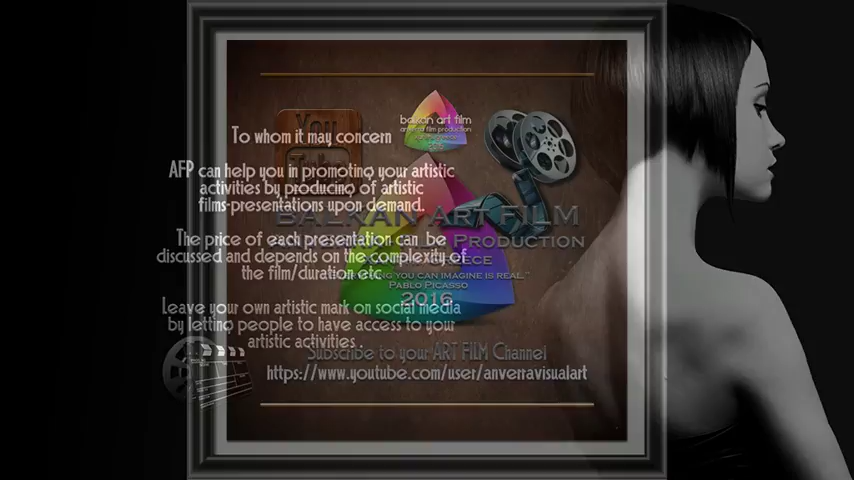 You
Tube
balkan art film
To whom it may concern
AFP can help you in promoting your artistic
activities by producing of artistic
films-presentations upon demand.
BALKAN ART FILM
Production
The price of each presentation can be
discussed and depends on the complexity of
the film/duration etc
Greece
you can imagine is real."
Pablo Picasso
2016
Leave your own artistic mark on social media
by letting people to have access to your
artistic activities .
Subscribe to your ART FILM Channel
https://www.youtube.com/user/anverravisualart